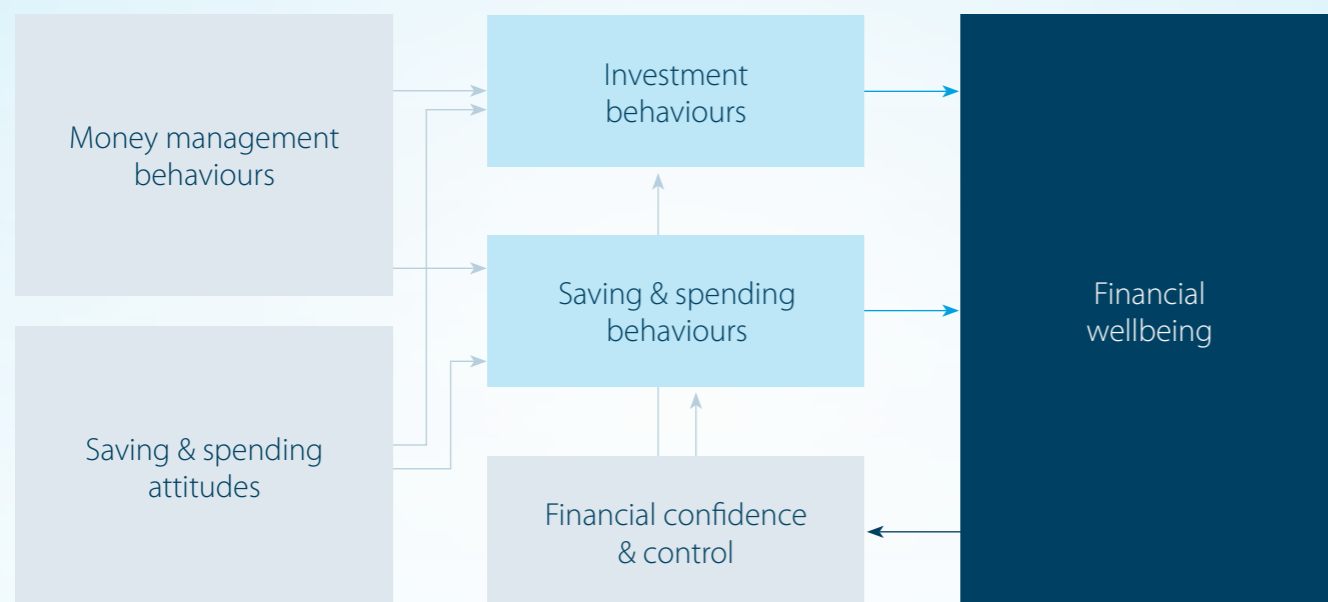 Money management
behaviours
Saving & spending
attitudes
Investment
behaviours
Saving & spending
behaviours
Financial confidence
& control
Financial
wellbeing